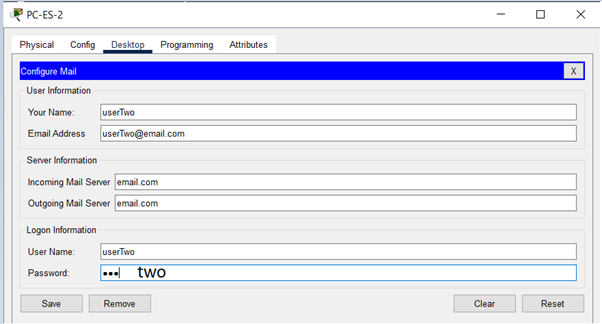 PC-ES-2
Physical Config Desktop Programming Attributes
Configure Mail X
User Information
Your Name: userTwo
Email Address userTwo@email.com
Server Information
Incoming Mail Server email.com
Outgoing Mail Server email.com
Logon Information
User Name: userTwo
Password: ••• two
Save Remove Clear Reset